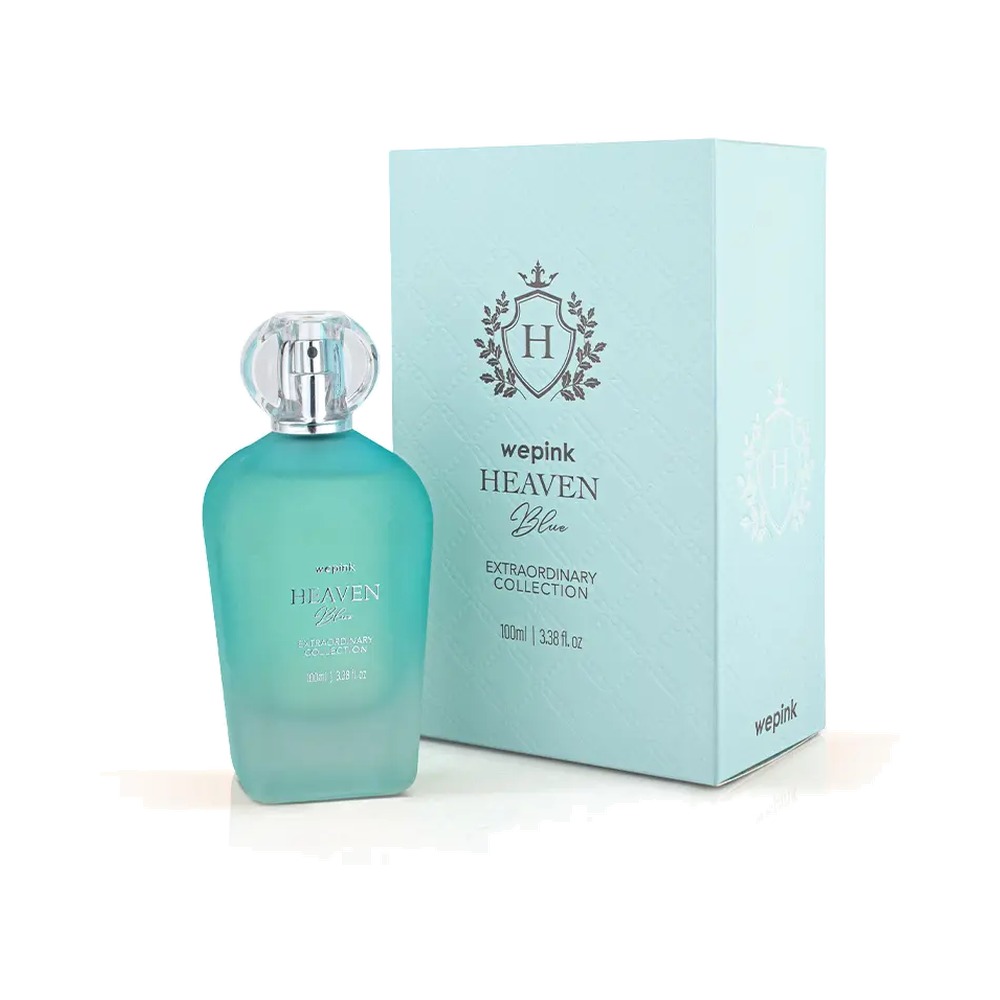 H
wepink
HEAVEN
Blue
EXTRAORDINARY
COLLECTION
100ml | 3.38 fl. oz
H
wepink
wepink
HEAVEN
Blue
EXTRAORDINARY
COLLECTION
100ml | 3.38 fl. oz